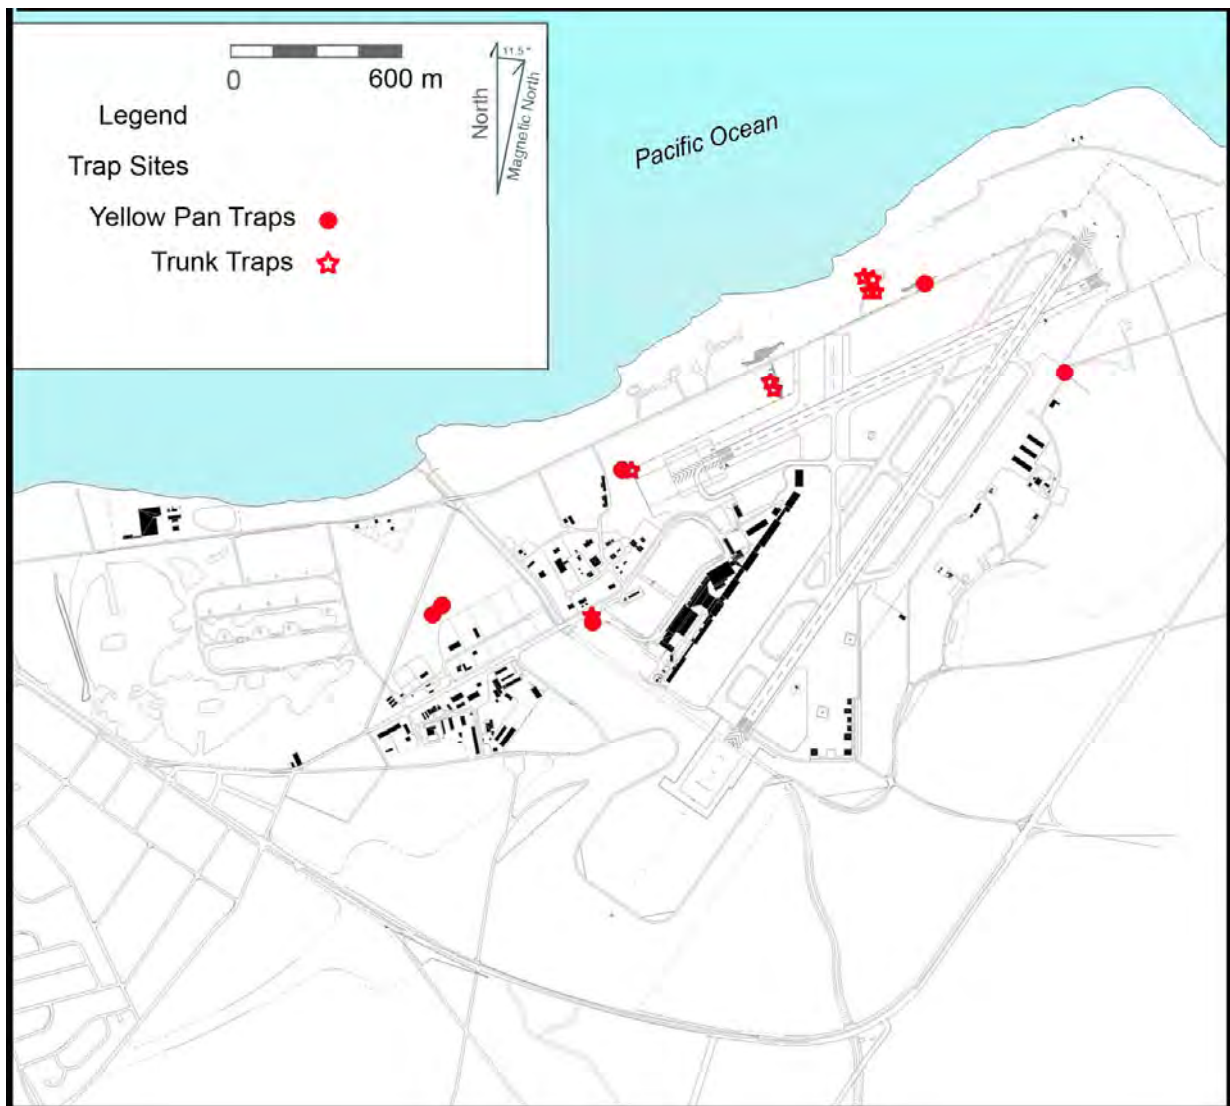 0
600 m
11.5 °
North
Magnetic North
Legend
Trap Sites
Yellow Pan Traps
Trunk Traps
Pacific Ocean